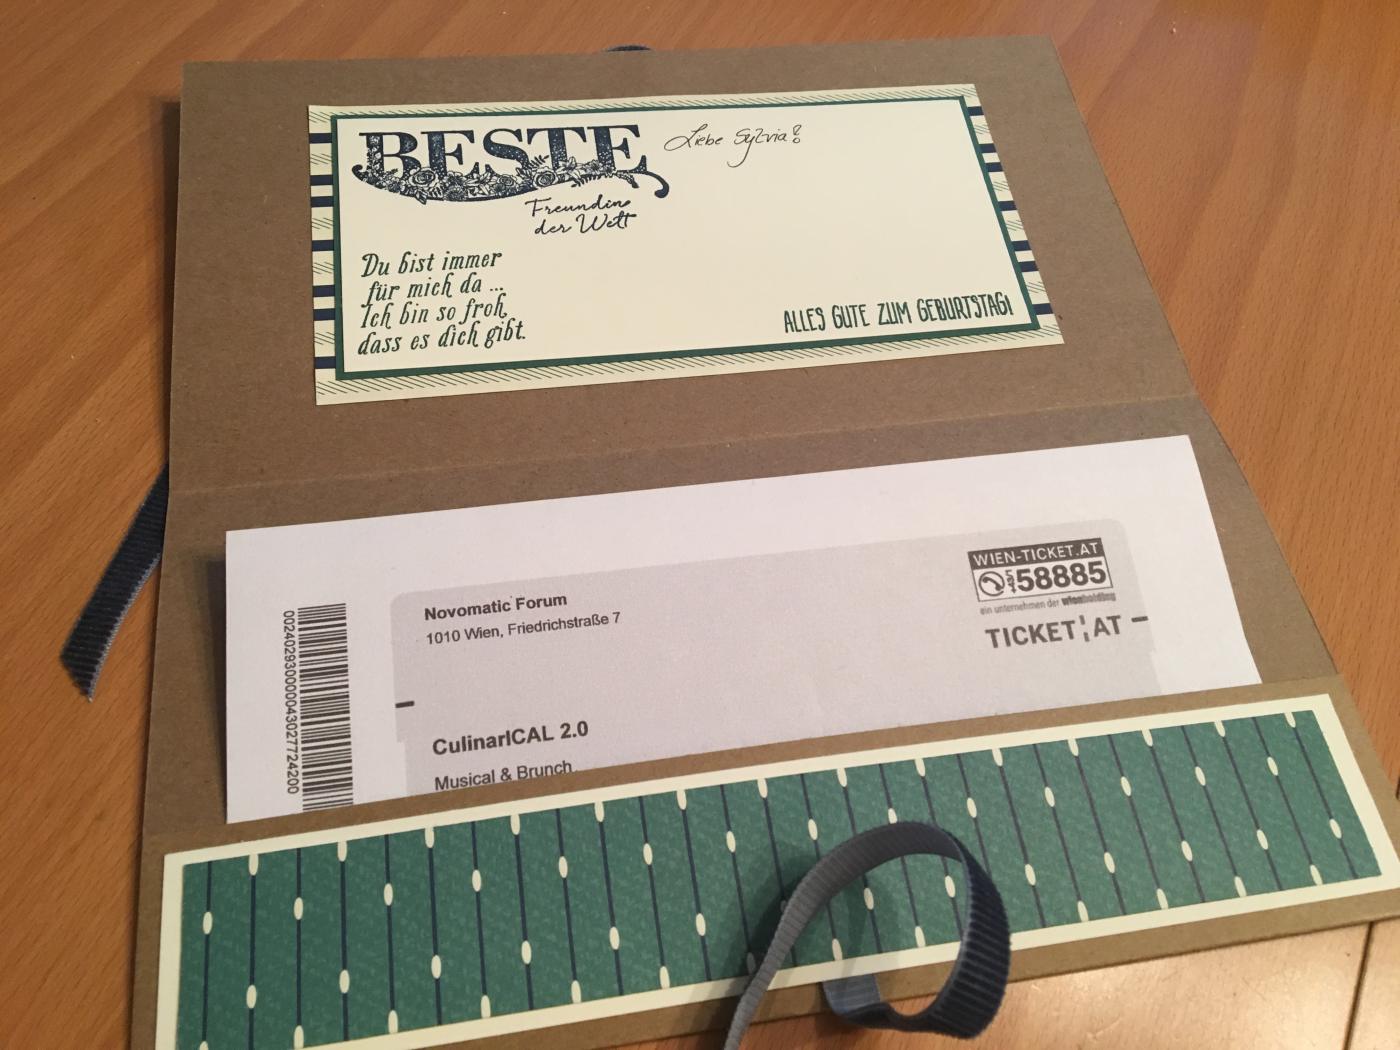 BESTE
Freundin
der Welt
Liebe Sylvia!
Du bist immer
für mich da ...
Ich bin so froh,
dass es dich gibt.
ALLES GUTE ZUM GEBURTSTAG!
WIEN-TICKET.AT
58885
ein unternehmen der wienholding
TICKET AT
Novomatic Forum
1010 Wien, Friedrichstraße 7
CulinarICAL 2.0
Musical & Brunch